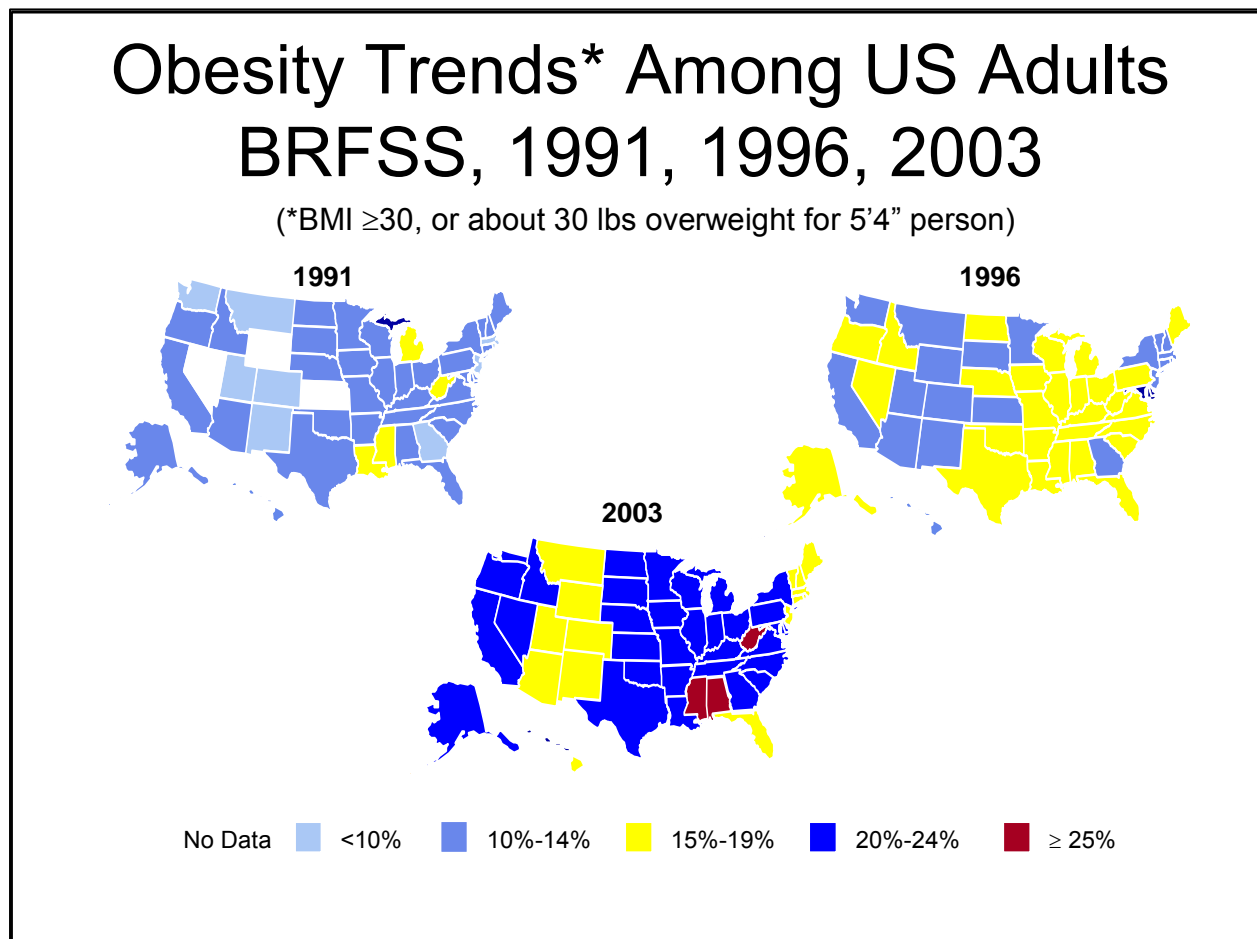 Obesity Trends* Among US Adults
BRFSS, 1991, 1996, 2003
(*BMI ≥30, or about 30 lbs overweight for 5’4” person)
1991
1996
2003
No Data <10% 10%-14% 15%-19% 20%-24% ≥ 25%